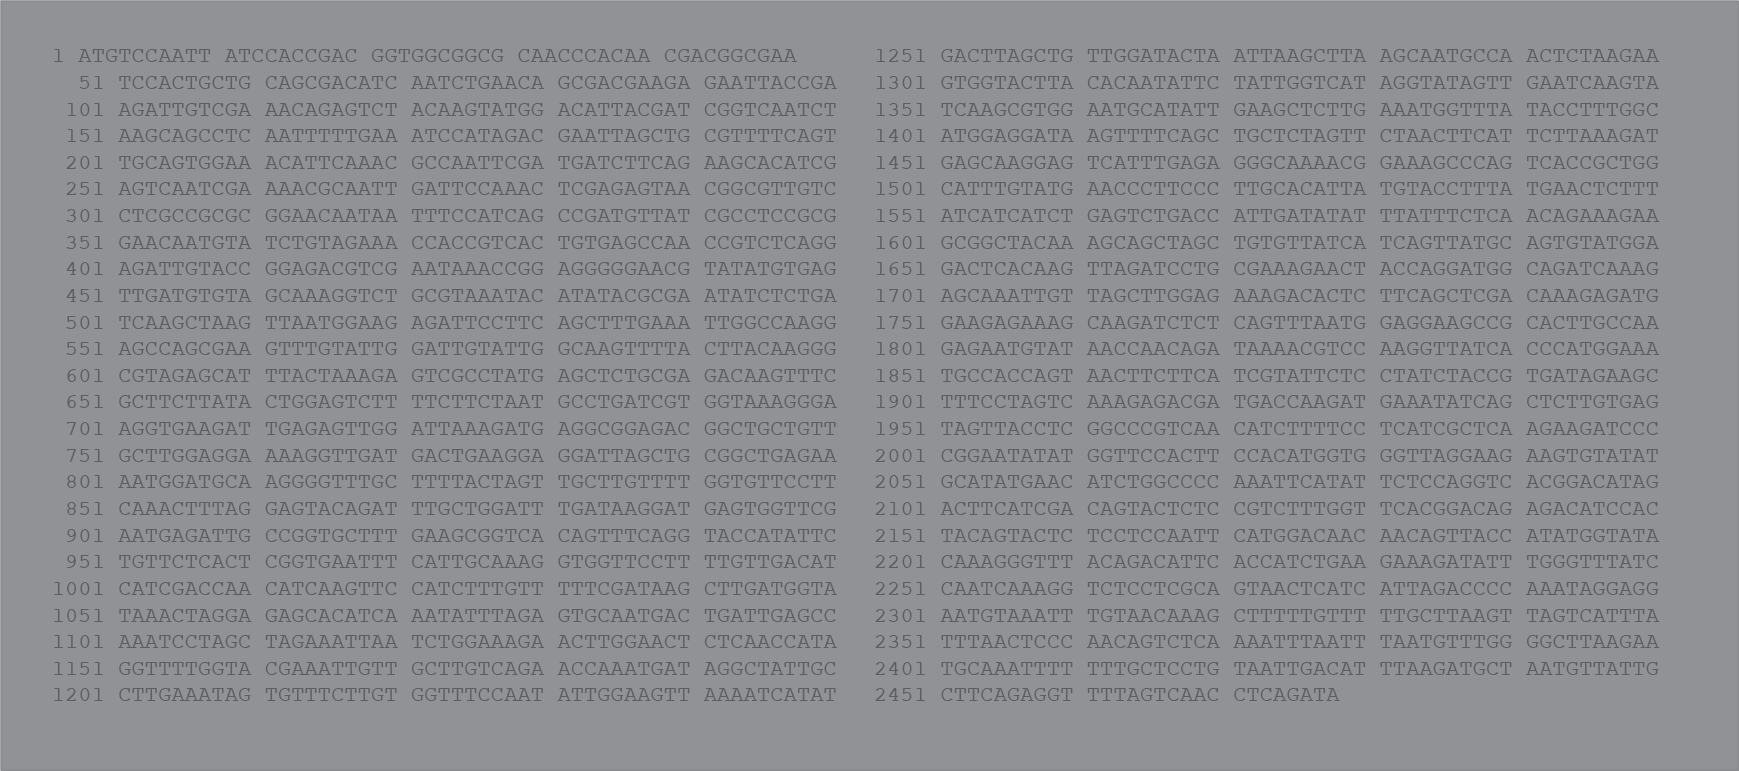 1 ATGTCCAATT ATCCACCGAC GGTGGCGGCG CAACCCACAA CGACGGCGAA
51 TCCACTGCTG CAGCGACATC AATCTGAACA GCGACGAAGA GAATTACCGA
101 AGATTGTCGA AACAGAGTCT ACAAGTATGG ACATTACGAT CGGTCAATCT
151 AAGCAGCCTC AATTTTTGAA ATCCATAGAC GAATTAGCTG CGTTTTCAGT
201 TGCAGTGGAA ACATTCAAAC GCCAATTCGA TGATCTTCAG AAGCACATCG
251 AGTCAATCGA AAACGCAATT GATTCCAAAC TCGAGAGTAA CGGCGTTGTC
301 CTCGCCGCGC GGAACAATAA TTTCCATCAG CCGATGTTAT CGCCTCCGCG
351 GAACAATGTA TCTGTAGAAA CCACCGTCAC TGTGAGCCAA CCGTCTCAGG
401 AGATTGTACC GGAGACGTCG AATAAACCGG AGGGGGAACG TATATGTGAG
451 TTGATGTGTA GCAAAGGTCT GCGTAAATAC ATATACGCGA ATATCTCTGA
501 TCAAGCTAAG TTAATGGAAG AGATTCCTTC AGCTTTGAAA TTGGCCAAGG
551 AGCCAGCGAA GTTTGTATTG GATTGTATTG GCAAGTTTTA CTTACAAGGG
601 CGTAGAGCAT TTACTAAAGA GTCGCCTATG AGCTCTGCGA GACAAGTTTC
651 GCTTCTTATA CTGGAGTCTT TTCTTCTAAT GCCTGATCGT GGTAAAGGGA
701 AGGTGAAGAT TGAGAGTTGG ATTAAAGATG AGGCGGAGAC GGCTGCTGTT
751 GCTTGGAGGA AAAGGTTGAT GACTGAAGGA GGATTAGCTG CGGCTGAGAA
801 AATGGATGCA AGGGGTTTGC TTTTACTAGT TGCTTGTTTT GGTGTTCCTT
851 CAAACTTTAG GAGTACAGAT TTGCTGGATT TGATAAGGAT GAGTGGTTCG
901 AATGAGATTG CCGGTGCTTT GAAGCGGTCA CAGTTTCAGG TACCATATTC
951 TGTTCTCACT CGGTGAATTT CATTGCAAAG GTGGTTCCTT TTGTTGACAT
1001 CATCGACCAA CATCAAGTTC CATCTTTGTT TTTCGATAAG CTTGATGGTA
1051 TAAACTAGGA GAGCACATCA AATATTTAGA GTGCAATGAC TGATTGAGCC
1101 AAATCCTAGC TAGAAATTAA TCTGGAAAGA ACTTGGAACT CTCAACCATA
1151 GGTTTTGGTA CGAAATTGTT GCTTGTCAGA ACCAAATGAT AGGCTATTGC
1201 CTTGAAATAG TGTTTCTTGT GGTTTCCAAT ATTGGAAGTT AAAATCATAT
1251 GACTTAGCTG TTGGATACTA ATTAAGCTTA AGCAATGCCA ACTCTAAGAA
1301 GTGGTACTTA CACAATATTC TATTGGTCAT AGGTATAGTT GAATCAAGTA
1351 TCAAGCGTGG AATGCATATT GAAGCTCTTG AAATGGTTTA TACCTTTGGC
1401 ATGGAGGATA AGTTTTCAGC TGCTCTAGTT CTAACTTCAT TCTTAAAGAT
1451 GAGCAAGGAG TCATTTGAGA GGGCAAAACG GAAAGCCCAG TCACCGCTGG
1501 CATTTGTATG AACCCTTCCC TTGCACATTA TGTACCTTTA TGAACTCTTT
1551 ATCATCATCT GAGTCTGACC ATTGATATAT TTATTTCTCA ACAGAAAGAA
1601 GCGGCTACAA AGCAGCTAGC TGTGTTATCA TCAGTTATGC AGTGTATGGA
1651 GACTCACAAG TTAGATCCTG CGAAAGAACT ACCAGGATGG CAGATCAAAG
1701 AGCAAATTGT TAGCTTGGAG AAAGACACTC TTCAGCTCGA CAAAGAGATG
1751 GAAGAGAAAG CAAGATCTCT CAGTTTAATG GAGGAAGCCG CACTTGCCAA
1801 GAGAATGTAT AACCAACAGA TAAAACGTCC AAGGTTATCA CCCATGGAAA
1851 TGCCACCAGT AACTTCTTCA TCGTATTCTC CTATCTACCG TGATAGAAGC
1901 TTTCCTAGTC AAAGAGACGA TGACCAAGAT GAAATATCAG CTCTTGTGAG
1951 TAGTTACCTC GGCCCGTCAA CATCTTTTCC TCATCGCTCA AGAAGATCCC
2001 CGGAATATAT GGTTCCACTT CCACATGGTG GGTTAGGAAG AAGTGTATAT
2051 GCATATGAAC ATCTGGCCCC AAATTCATAT TCTCCAGGTC ACGGACATAG
2101 ACTTCATCGA CAGTACTCTC CGTCTTTGGT TCACGGACAG AGACATCCAC
2151 TACAGTACTC TCCTCCAATT CATGGACAAC AACAGTTACC ATATGGTATA
2201 CAAAGGGTTT ACAGACATTC ACCATCTGAA GAAAGATATT TGGGTTTATC
2251 CAATCAAAGG TCTCCTCGCA GTAACTCATC ATTAGACCCC AAATAGGAGG
2301 AATGTAAATT TGTAACAAAG CTTTTTGTTT TTGCTTAAGT TAGTCATTTA
2351 TTTAACTCCC AACAGTCTCA AAATTTAATT TAATGTTTGG GGCTTAAGAA
2401 TGCAAATTTT TTTGCTCCTG TAATTGACAT TTAAGATGCT AATGTTATTG
2451 CTTCAGAGGT TTTAGTCAAC CTCAGATA